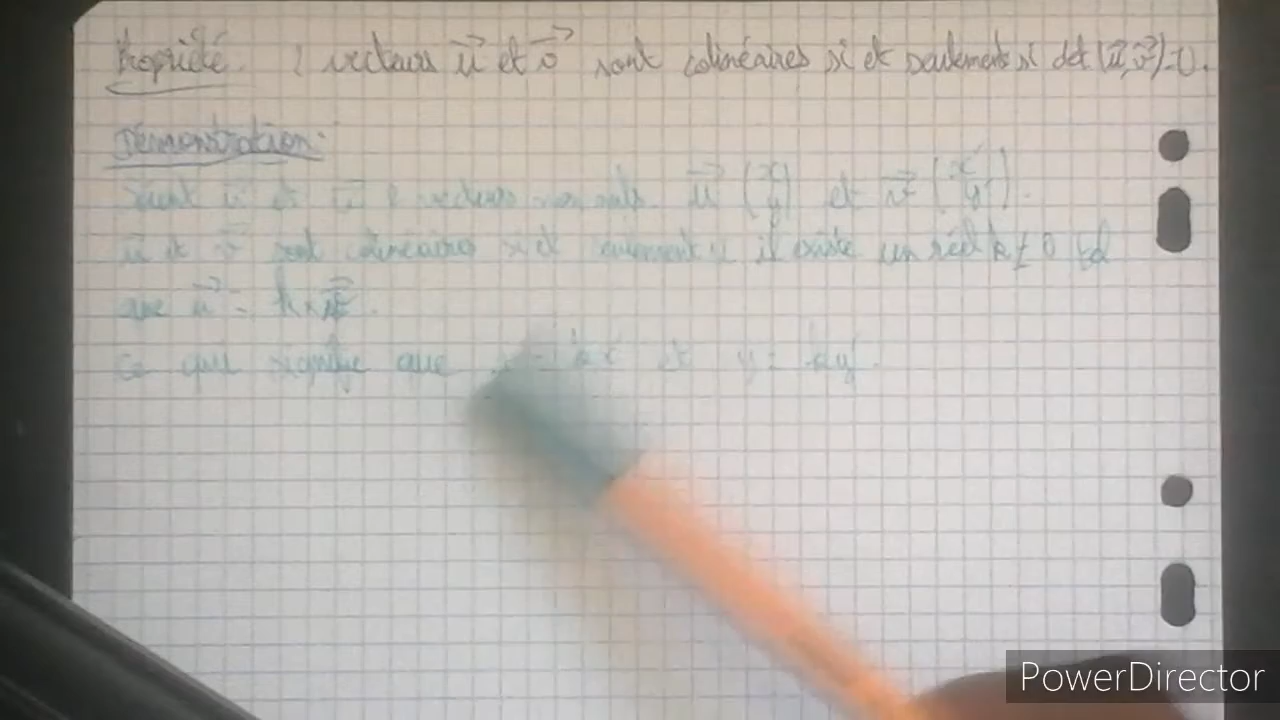 Propriété. 2 vecteurs u⃗ et v⃗ sont colinéaires si et seulements si det(u⃗,v⃗)=0.
Démonstration:
Soient u⃗ et v⃗ 2 vecteurs non nuls. u⃗ (x y) et v⃗ (x' y').
u⃗ et v⃗ sont colinéaires si et seulement si il existe un réel k≠0 tel
que u⃗ = k×v⃗.
Ce qui signifie que x = kx' et y = ky'.
PowerDirector